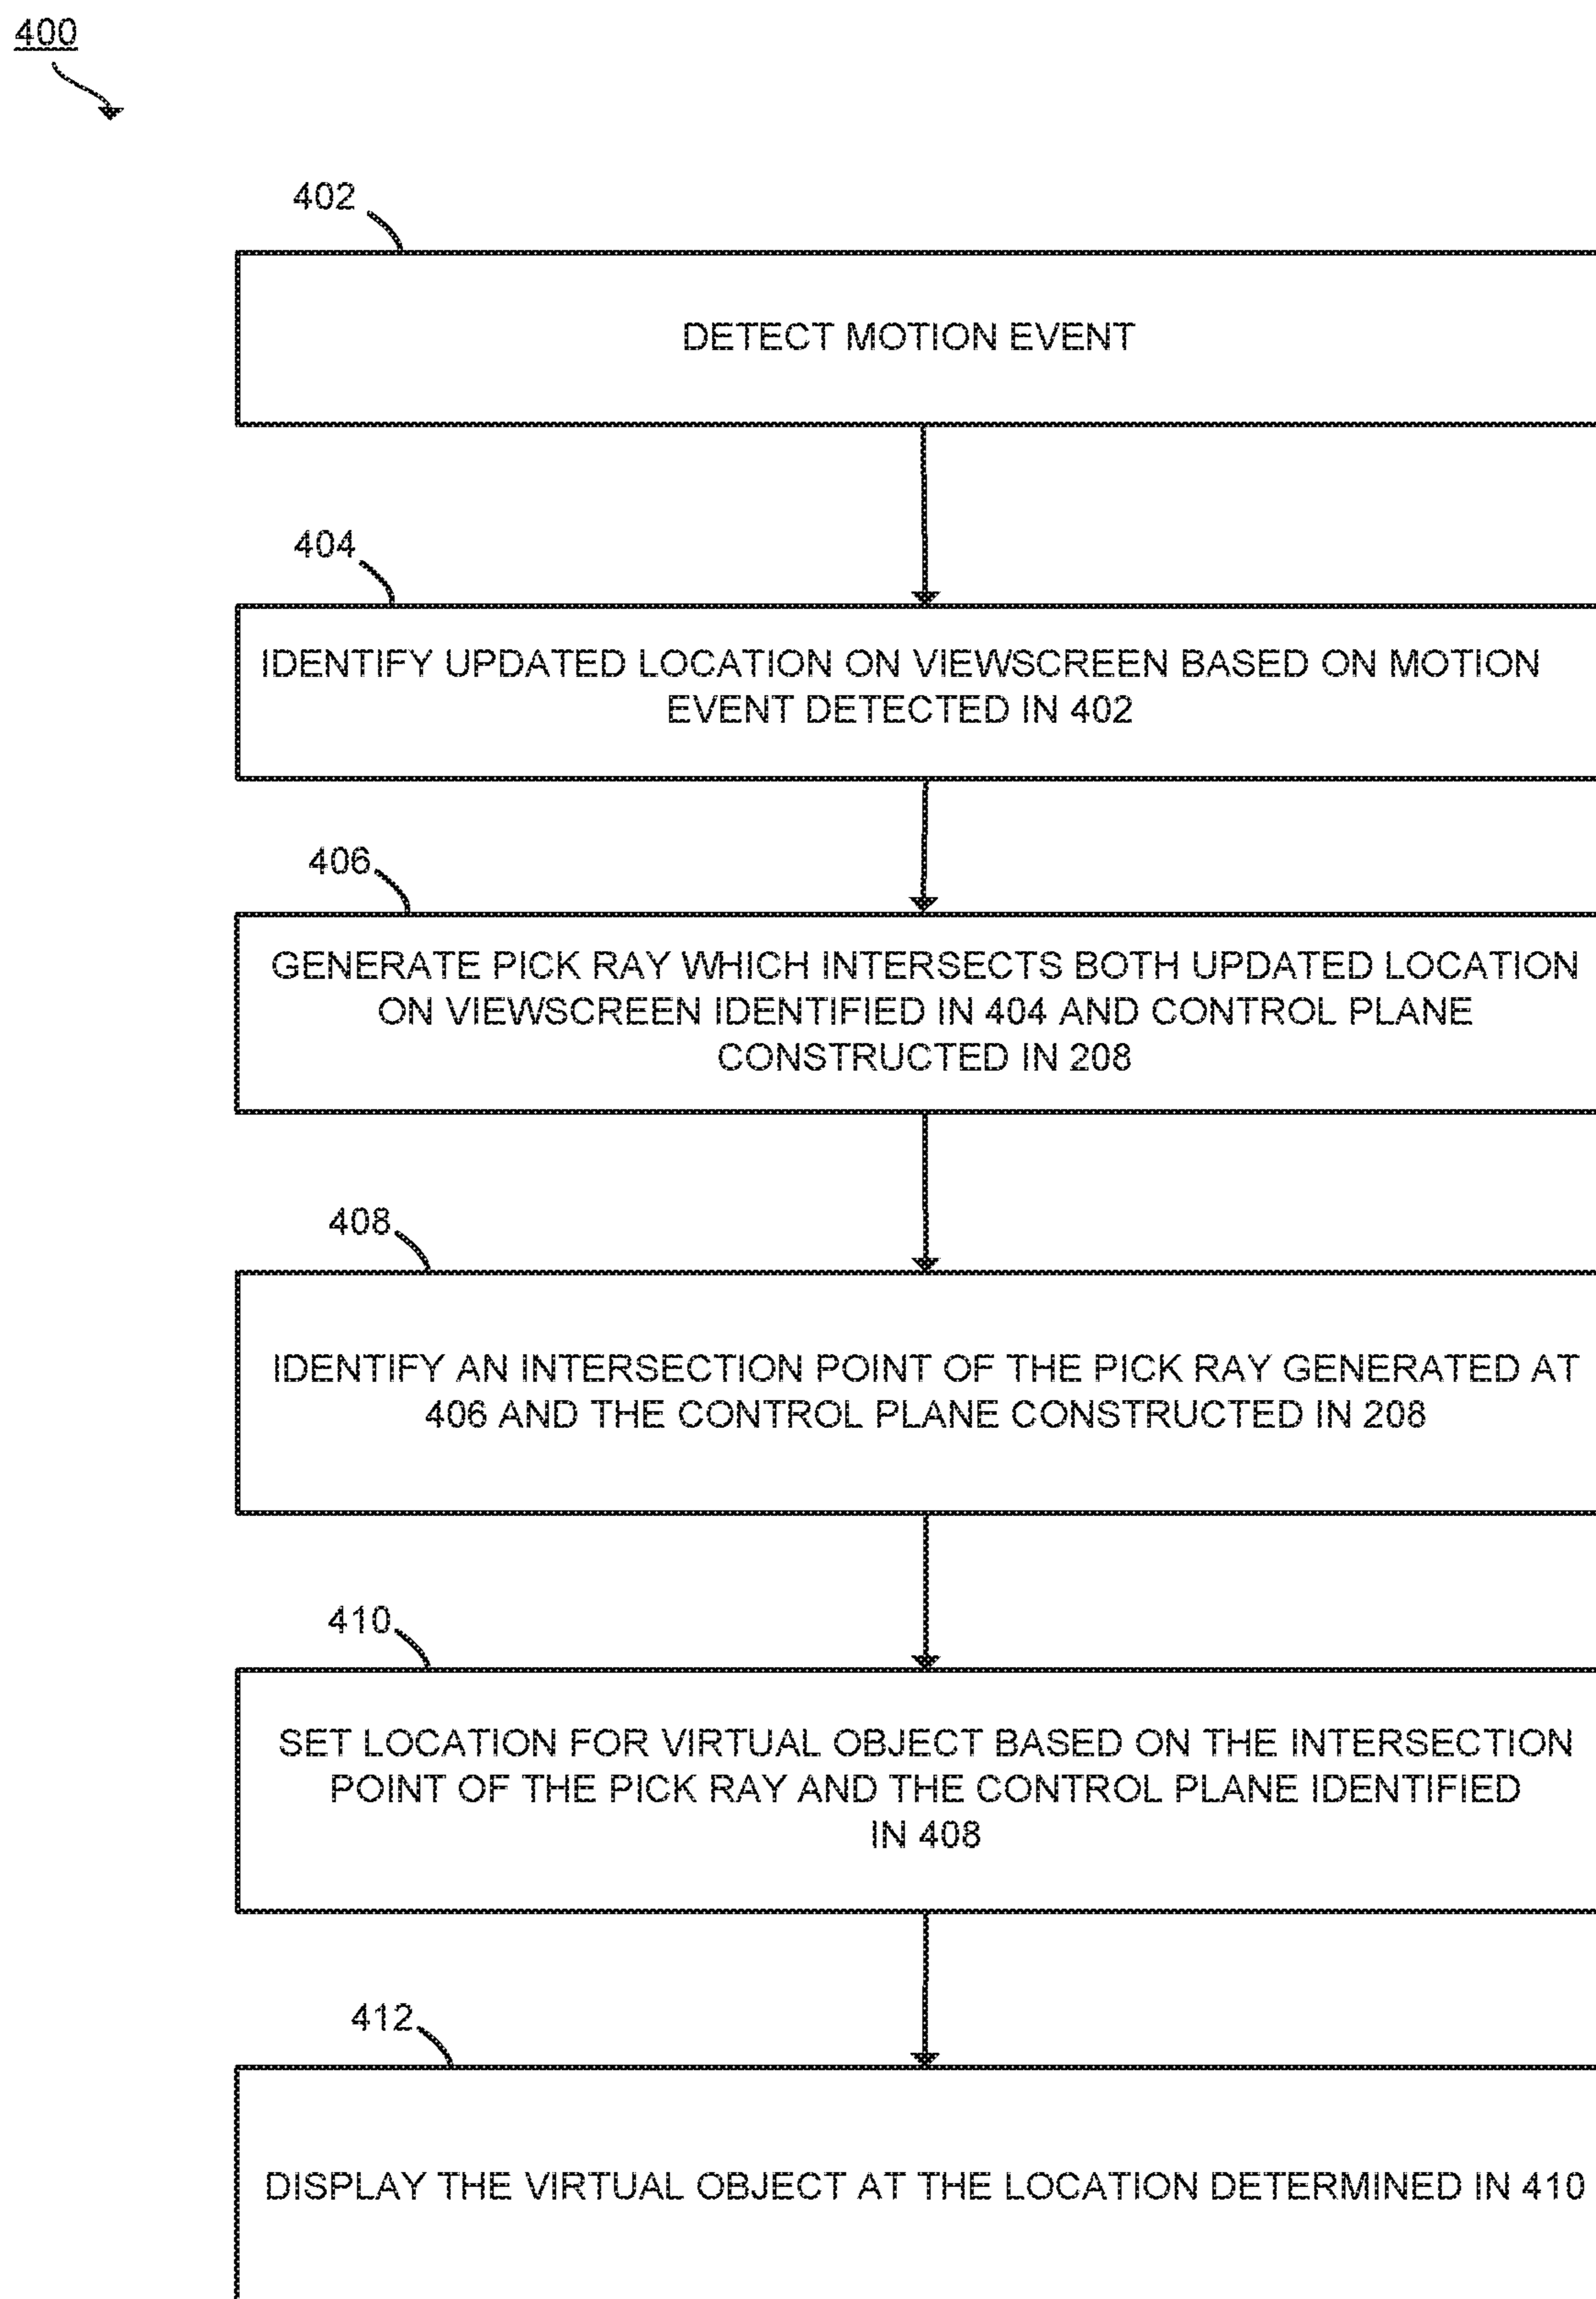 400
402
DETECT MOTION EVENT
404
IDENTIFY UPDATED LOCATION ON VIEWSCREEN BASED ON MOTION
EVENT DETECTED IN 402
406
GENERATE PICK RAY WHICH INTERSECTS BOTH UPDATED LOCATION
ON VIEWSCREEN IDENTIFIED IN 404 AND CONTROL PLANE
CONSTRUCTED IN 208
408
IDENTIFY AN INTERSECTION POINT OF THE PICK RAY GENERATED AT
406 AND THE CONTROL PLANE CONSTRUCTED IN 208
410
SET LOCATION FOR VIRTUAL OBJECT BASED ON THE INTERSECTION
POINT OF THE PICK RAY AND THE CONTROL PLANE IDENTIFIED
IN 408
412
DISPLAY THE VIRTUAL OBJECT AT THE LOCATION DETERMINED IN 410